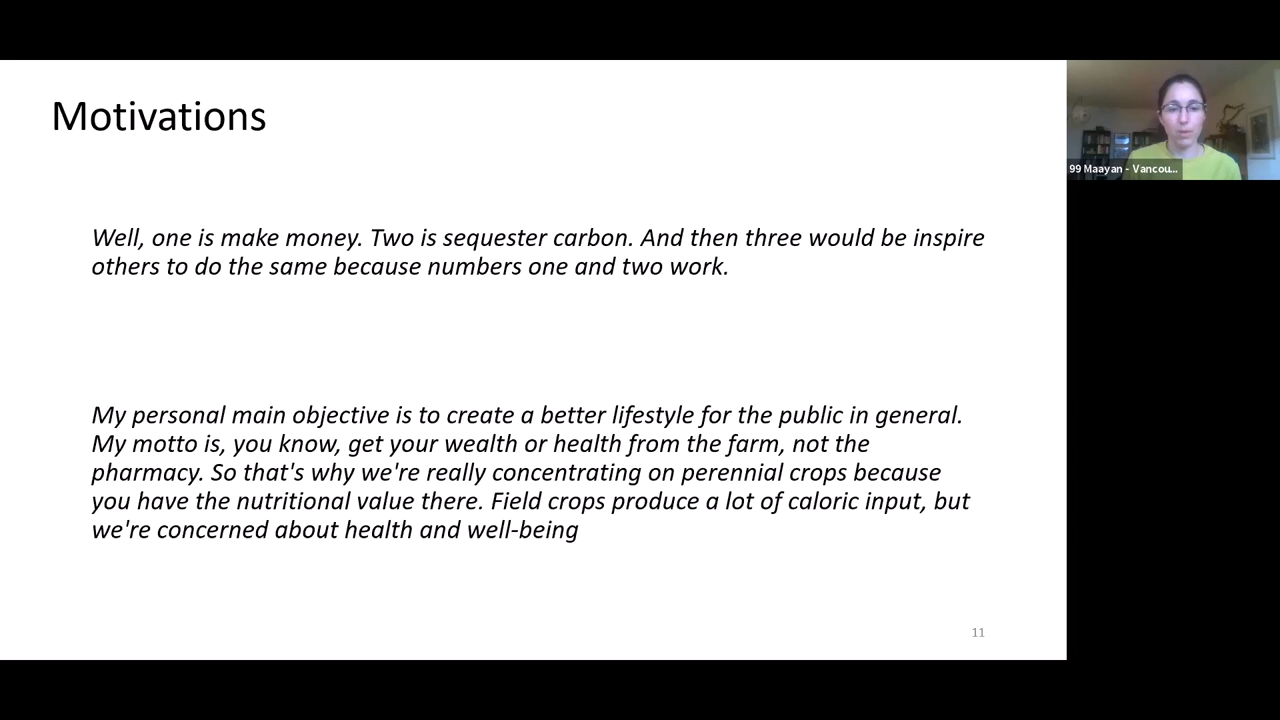 Motivations
Well, one is make money. Two is sequester carbon. And then three would be inspire
others to do the same because numbers one and two work.
My personal main objective is to create a better lifestyle for the public in general.
My motto is, you know, get your wealth or health from the farm, not the
pharmacy. So that's why we're really concentrating on perennial crops because
you have the nutritional value there. Field crops produce a lot of caloric input, but
we're concerned about health and well-being
11
99 Maayan - Vancou...